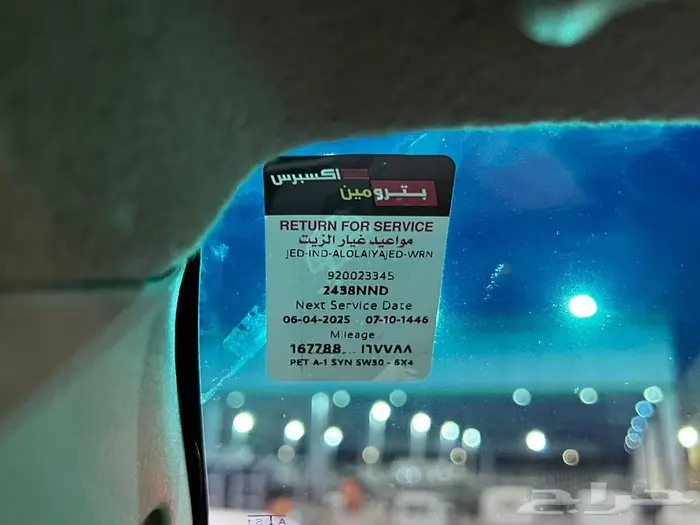 اكسبرس
بترومين
RETURN FOR SERVICE
مواعيد غيار الزيت
JED-IND-ALOLAIYAJED-WRN
920023345
2438NND
Next Service Date
06-04-2025 07-10-1446
Mileage
167788 ١٦٧٧٨٨
PET A-1 SYN 5W30 - 5X4
حراج